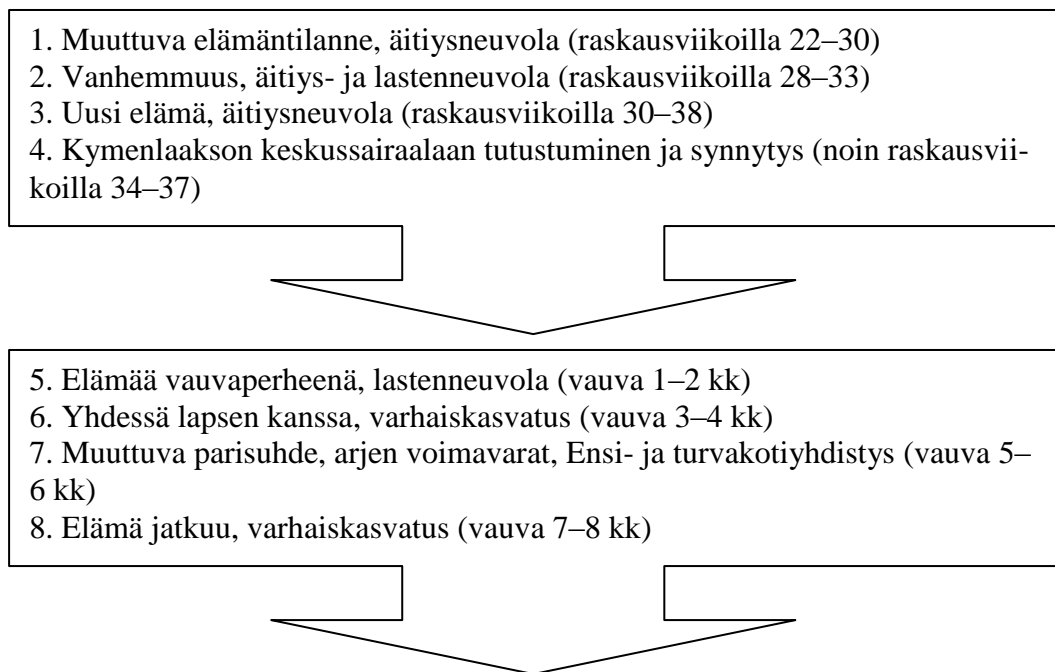 1. Muuttuva elämäntilanne, äitiysneuvola (raskausviikoilla 22–30)
2. Vanhemmuus, äitiys- ja lastenneuvola (raskausviikoilla 28–33)
3. Uusi elämä, äitiysneuvola (raskausviikoilla 30–38)
4. Kymenlaakson keskussairaalaan tutustuminen ja synnytys (noin raskausvii-
koilla 34–37)
5. Elämää vauvaperheenä, lastenneuvola (vauva 1–2 kk)
6. Yhdessä lapsen kanssa, varhaiskasvatus (vauva 3–4 kk)
7. Muuttuva parisuhde, arjen voimavarat, Ensi- ja turvakotiyhdistys (vauva 5–
6 kk)
8. Elämä jatkuu, varhaiskasvatus (vauva 7–8 kk)